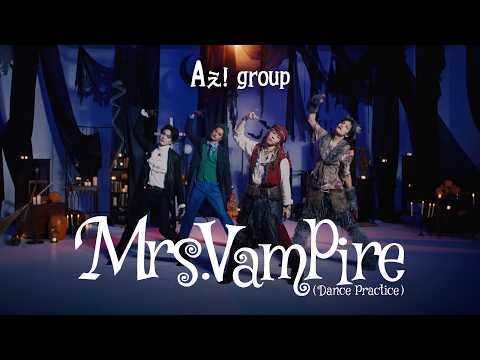 Aぇ! group
Mrs.Vampire
(Dance Practice)